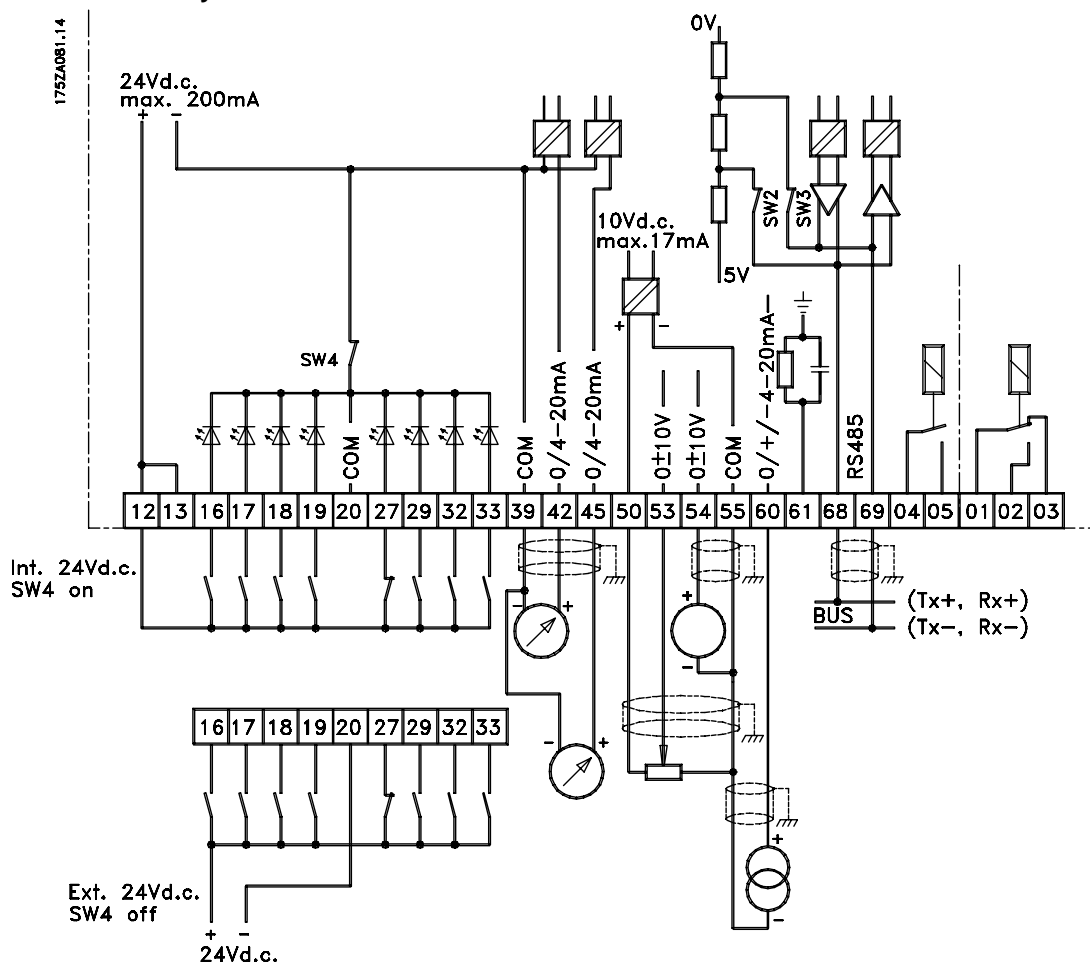 175ZA081.14
24Vd.c.
max. 200mA
+ −
0V
SW2
SW3
10Vd.c.
max.17mA
5V
+ −
SW4
COM
COM
0/4−20mA
0/4−20mA
0±10V
0±10V
COM
0/+/−4−20mA−
RS485
12 13 16 17 18 19 20 27 29 32 33 39 42 45 50 53 54 55 60 61 68 69 04 05 01 02 03
Int. 24Vd.c.
SW4 on
− +
+
−
BUS
(Tx+, Rx+)
(Tx−, Rx−)
16 17 18 19 20 27 29 32 33
− +
+
−
Ext. 24Vd.c.
SW4 off
+ −
24Vd.c.